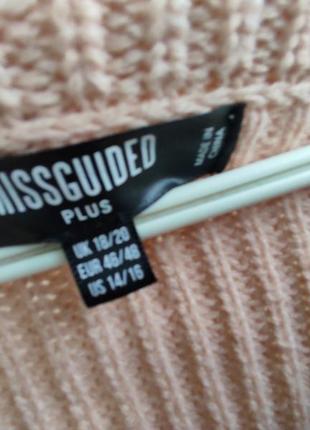 MISSGUIDED
PLUS
MADE IN
CHINA
UK 18/20
EUR 46/48
US 14/16